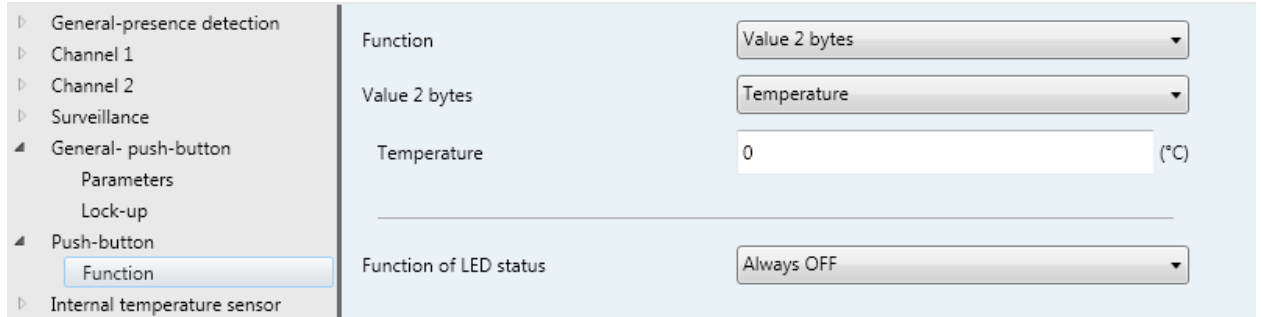 General-presence detection
Channel 1
Channel 2
Surveillance
General- push-button
Parameters
Lock-up
Push-button
Function
Internal temperature sensor
Function Value 2 bytes
Value 2 bytes Temperature
Temperature 0 (°C)
Function of LED status Always OFF